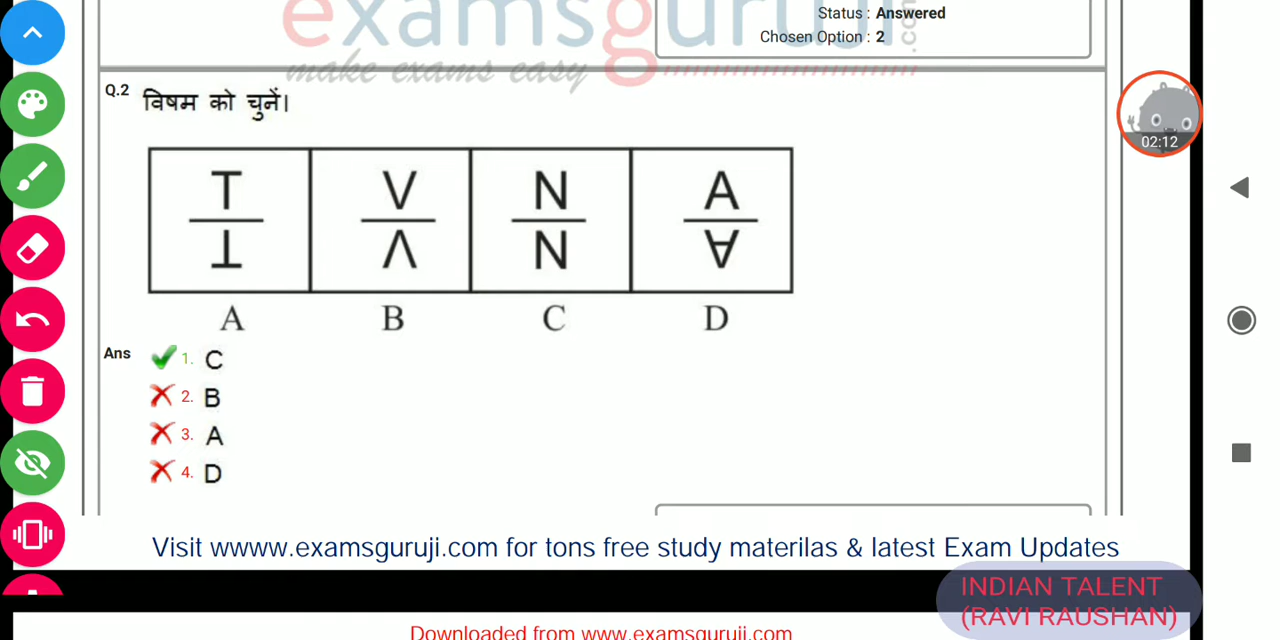 examsguruji.com
make exams easy
Status : Answered
Chosen Option : 2
Q.2 विषम को चुनें।
T V N A
⊥ Λ N ∀
A B C D
Ans 1. C
2. B
3. A
4. D
02:12
Visit wwww.examsguruji.com for tons free study materilas & latest Exam Updates
INDIAN TALENT
(RAVI RAUSHAN)
Downloaded from www.examsguruji.com